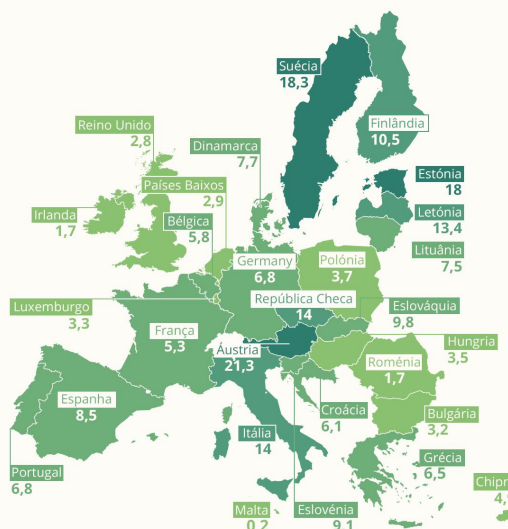 Suécia
18,3
Finlândia
10,5
Reino Unido
2,8
Dinamarca
7,7
Estónia
18
Países Baixos
2,9
Letónia
13,4
Irlanda
1,7
Bélgica
5,8
Lituânia
7,5
Germany
6,8
Polónia
3,7
República Checa
14
Eslováquia
9,8
Luxemburgo
3,3
França
5,3
Hungria
3,5
Áustria
21,3
Roménia
1,7
Espanha
8,5
Croácia
6,1
Bulgária
3,2
Itália
14
Grécia
6,5
Portugal
6,8
Malta
0,2
Eslovénia
9,1